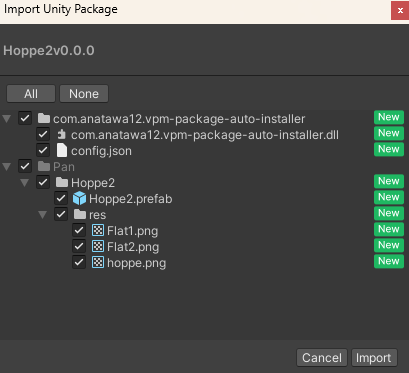 Import Unity Package
Hoppe2v0.0.0
All None
com.anatawa12.vpm-package-auto-installer New
com.anatawa12.vpm-package-auto-installer.dll New
config.json New
Pan
Hoppe2 New
Hoppe2.prefab New
res New
Flat1.png New
Flat2.png New
hoppe.png New
Cancel Import